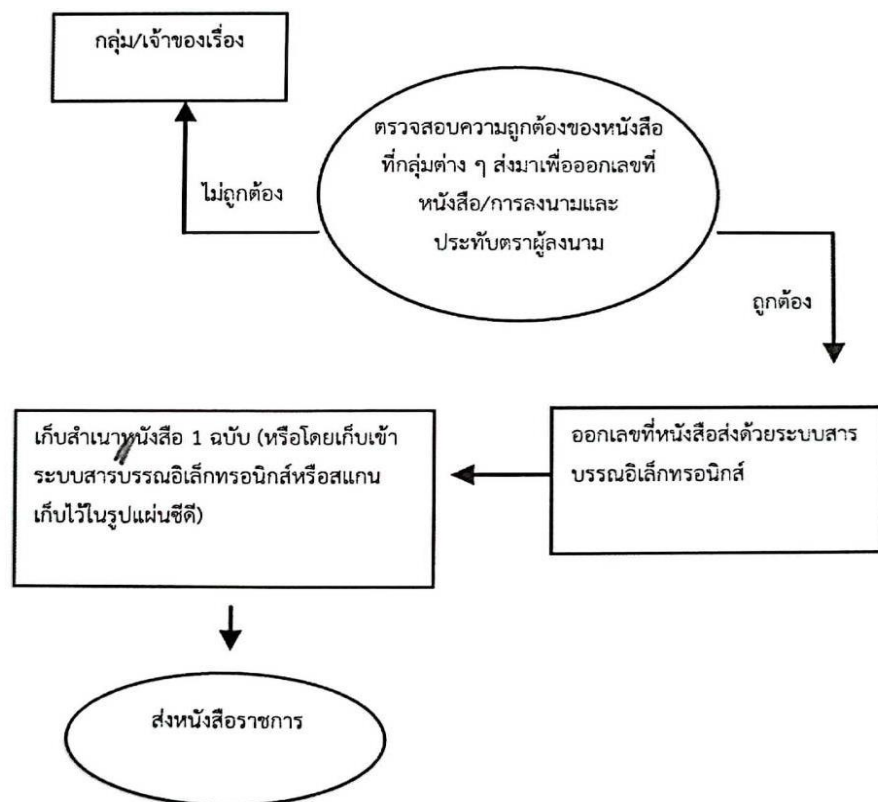 กลุ่ม/เจ้าของเรื่อง
ตรวจสอบความถูกต้องของหนังสือ
ที่กลุ่มต่าง ๆ ส่งมาเพื่อออกเลขที่
หนังสือ/การลงนามและ
ประทับตราผู้ลงนาม
ไม่ถูกต้อง
ถูกต้อง
ออกเลขที่หนังสือส่งด้วยระบบสาร
บรรณอิเล็กทรอนิกส์
เก็บสำเนาหนังสือ 1 ฉบับ (หรือโดยเก็บเข้า
ระบบสารบรรณอิเล็กทรอนิกส์หรือสแกน
เก็บไว้ในรูปแผ่นซีดี)
ส่งหนังสือราชการ